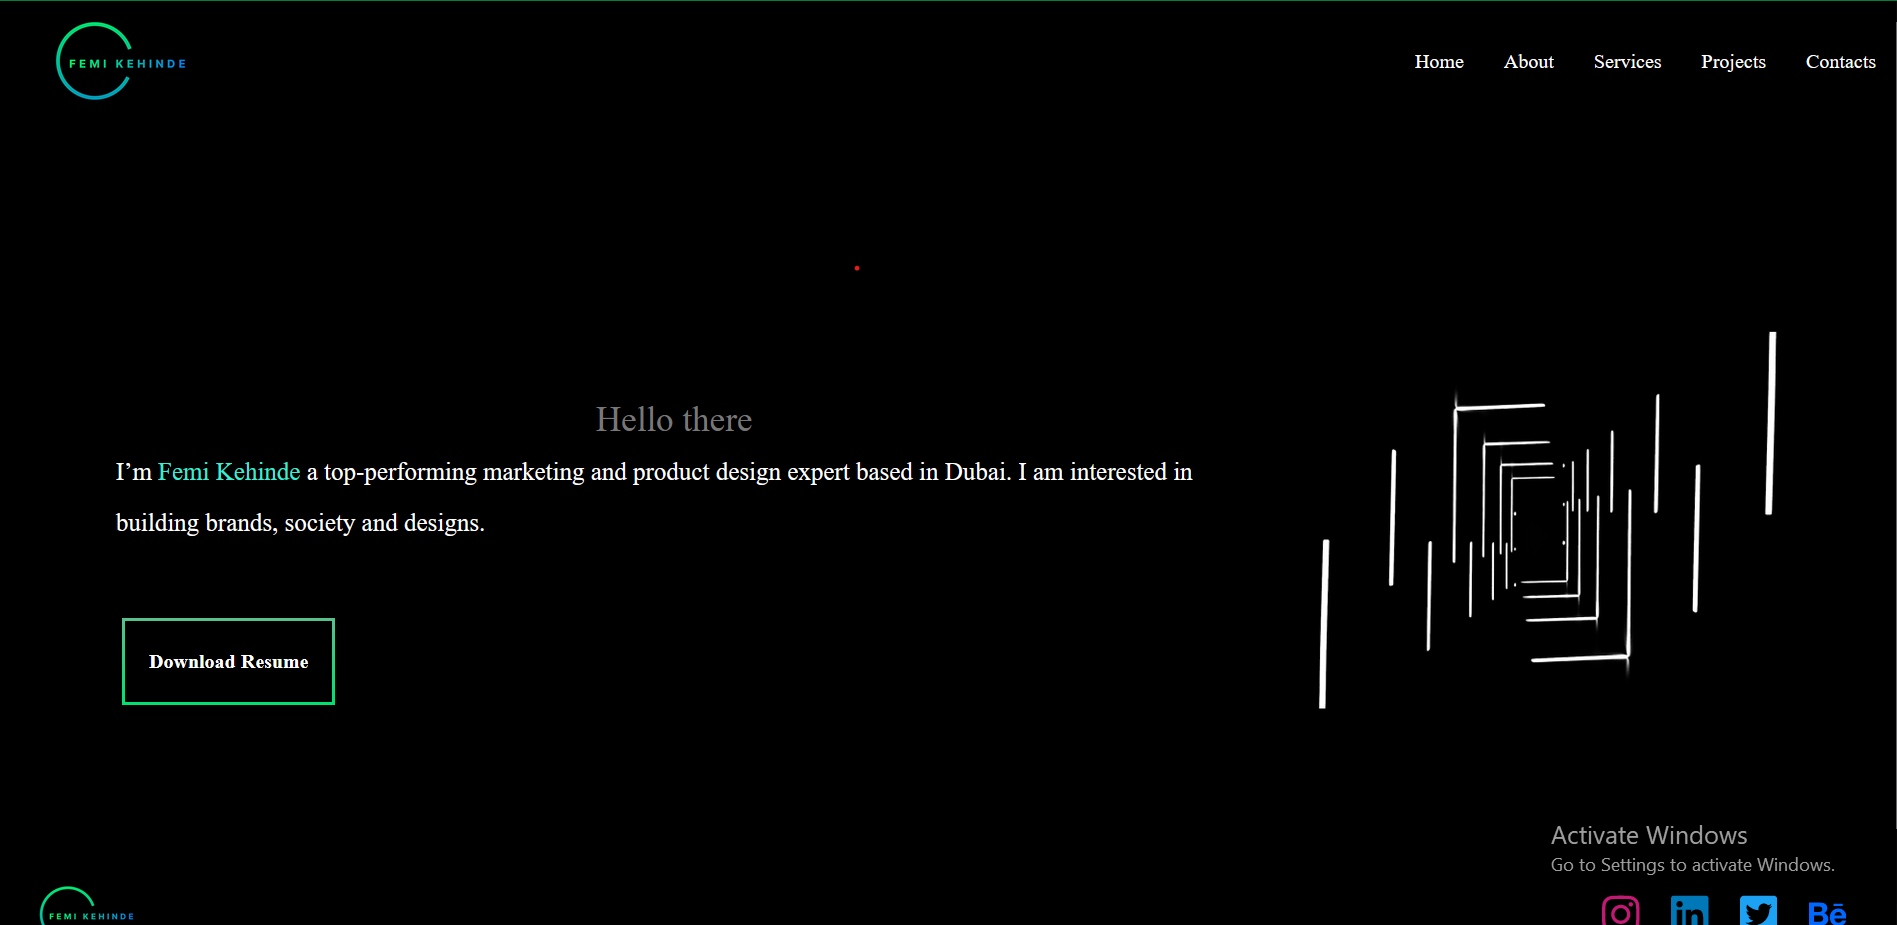 FEMI KEHINDE
Home About Services Projects Contacts
Hello there
I’m Femi Kehinde a top-performing marketing and product design expert based in Dubai. I am interested in
building brands, society and designs.
Download Resume
Activate Windows
Go to Settings to activate Windows.
FEMI KEHINDE
in
Bē